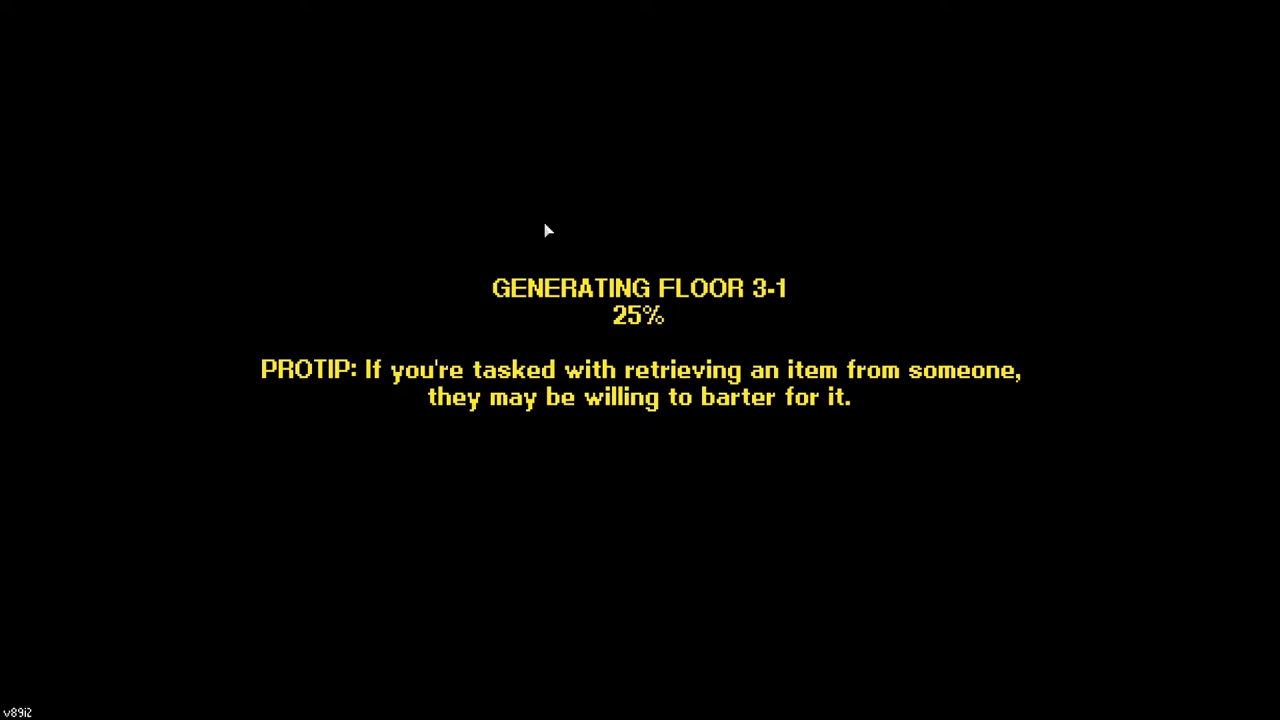 GENERATING FLOOR 3-1
25%
PROTIP: If you're tasked with retrieving an item from someone,
they may be willing to barter for it.
v89i2